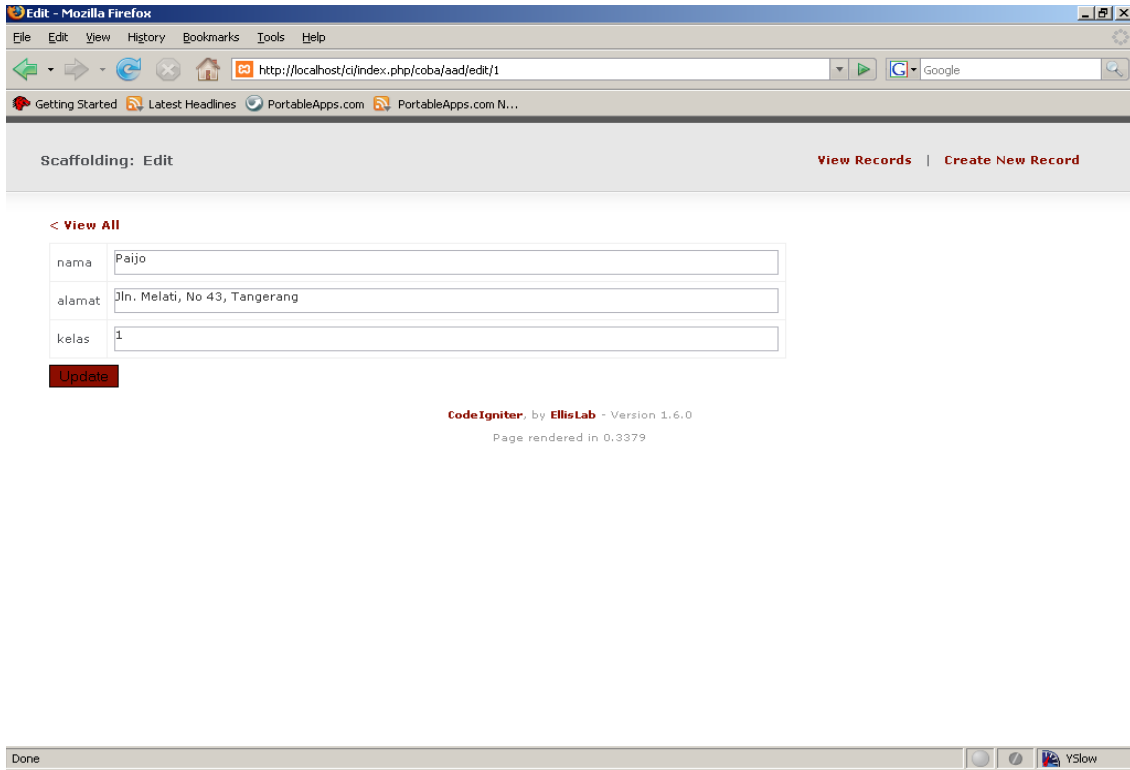 Edit - Mozilla Firefox
File Edit View History Bookmarks Tools Help
http://localhost/ci/index.php/coba/aad/edit/1 G Google
Getting Started Latest Headlines PortableApps.com PortableApps.com N...
Scaffolding: Edit View Records | Create New Record
< View All
nama Paijo
alamat Jln. Melati, No 43, Tangerang
kelas 1
Update
CodeIgniter, by EllisLab - Version 1.6.0
Page rendered in 0.3379
Done YSlow